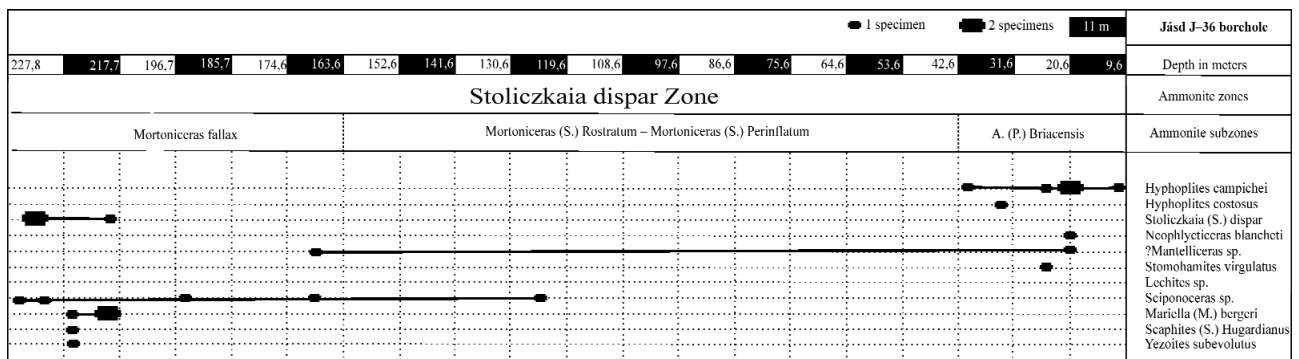 1 specimen 2 specimens 11 m Jásd J–36 borehole
227,8 217,7 196,7 185,7 174,6 163,6 152,6 141,6 130,6 119,6 108,6 97,6 86,6 75,6 64,6 53,6 42,6 31,6 20,6 9,6 Depth in meters
Stoliczkaia dispar Zone Ammonite zones
Mortoniceras fallax Mortoniceras (S.) Rostratum – Mortoniceras (S.) Perinflatum A. (P.) Briacensis Ammonite subzones
Hyphoplites campichei
Hyphoplites costosus
Stoliczkaia (S.) dispar
Neophlycticeras blancheti
?Mantelliceras sp.
Stomohamites virgulatus
Lechites sp.
Sciponoceras sp.
Mariella (M.) bergeri
Scaphites (S.) Hugardianus
Yezoites subevolutus